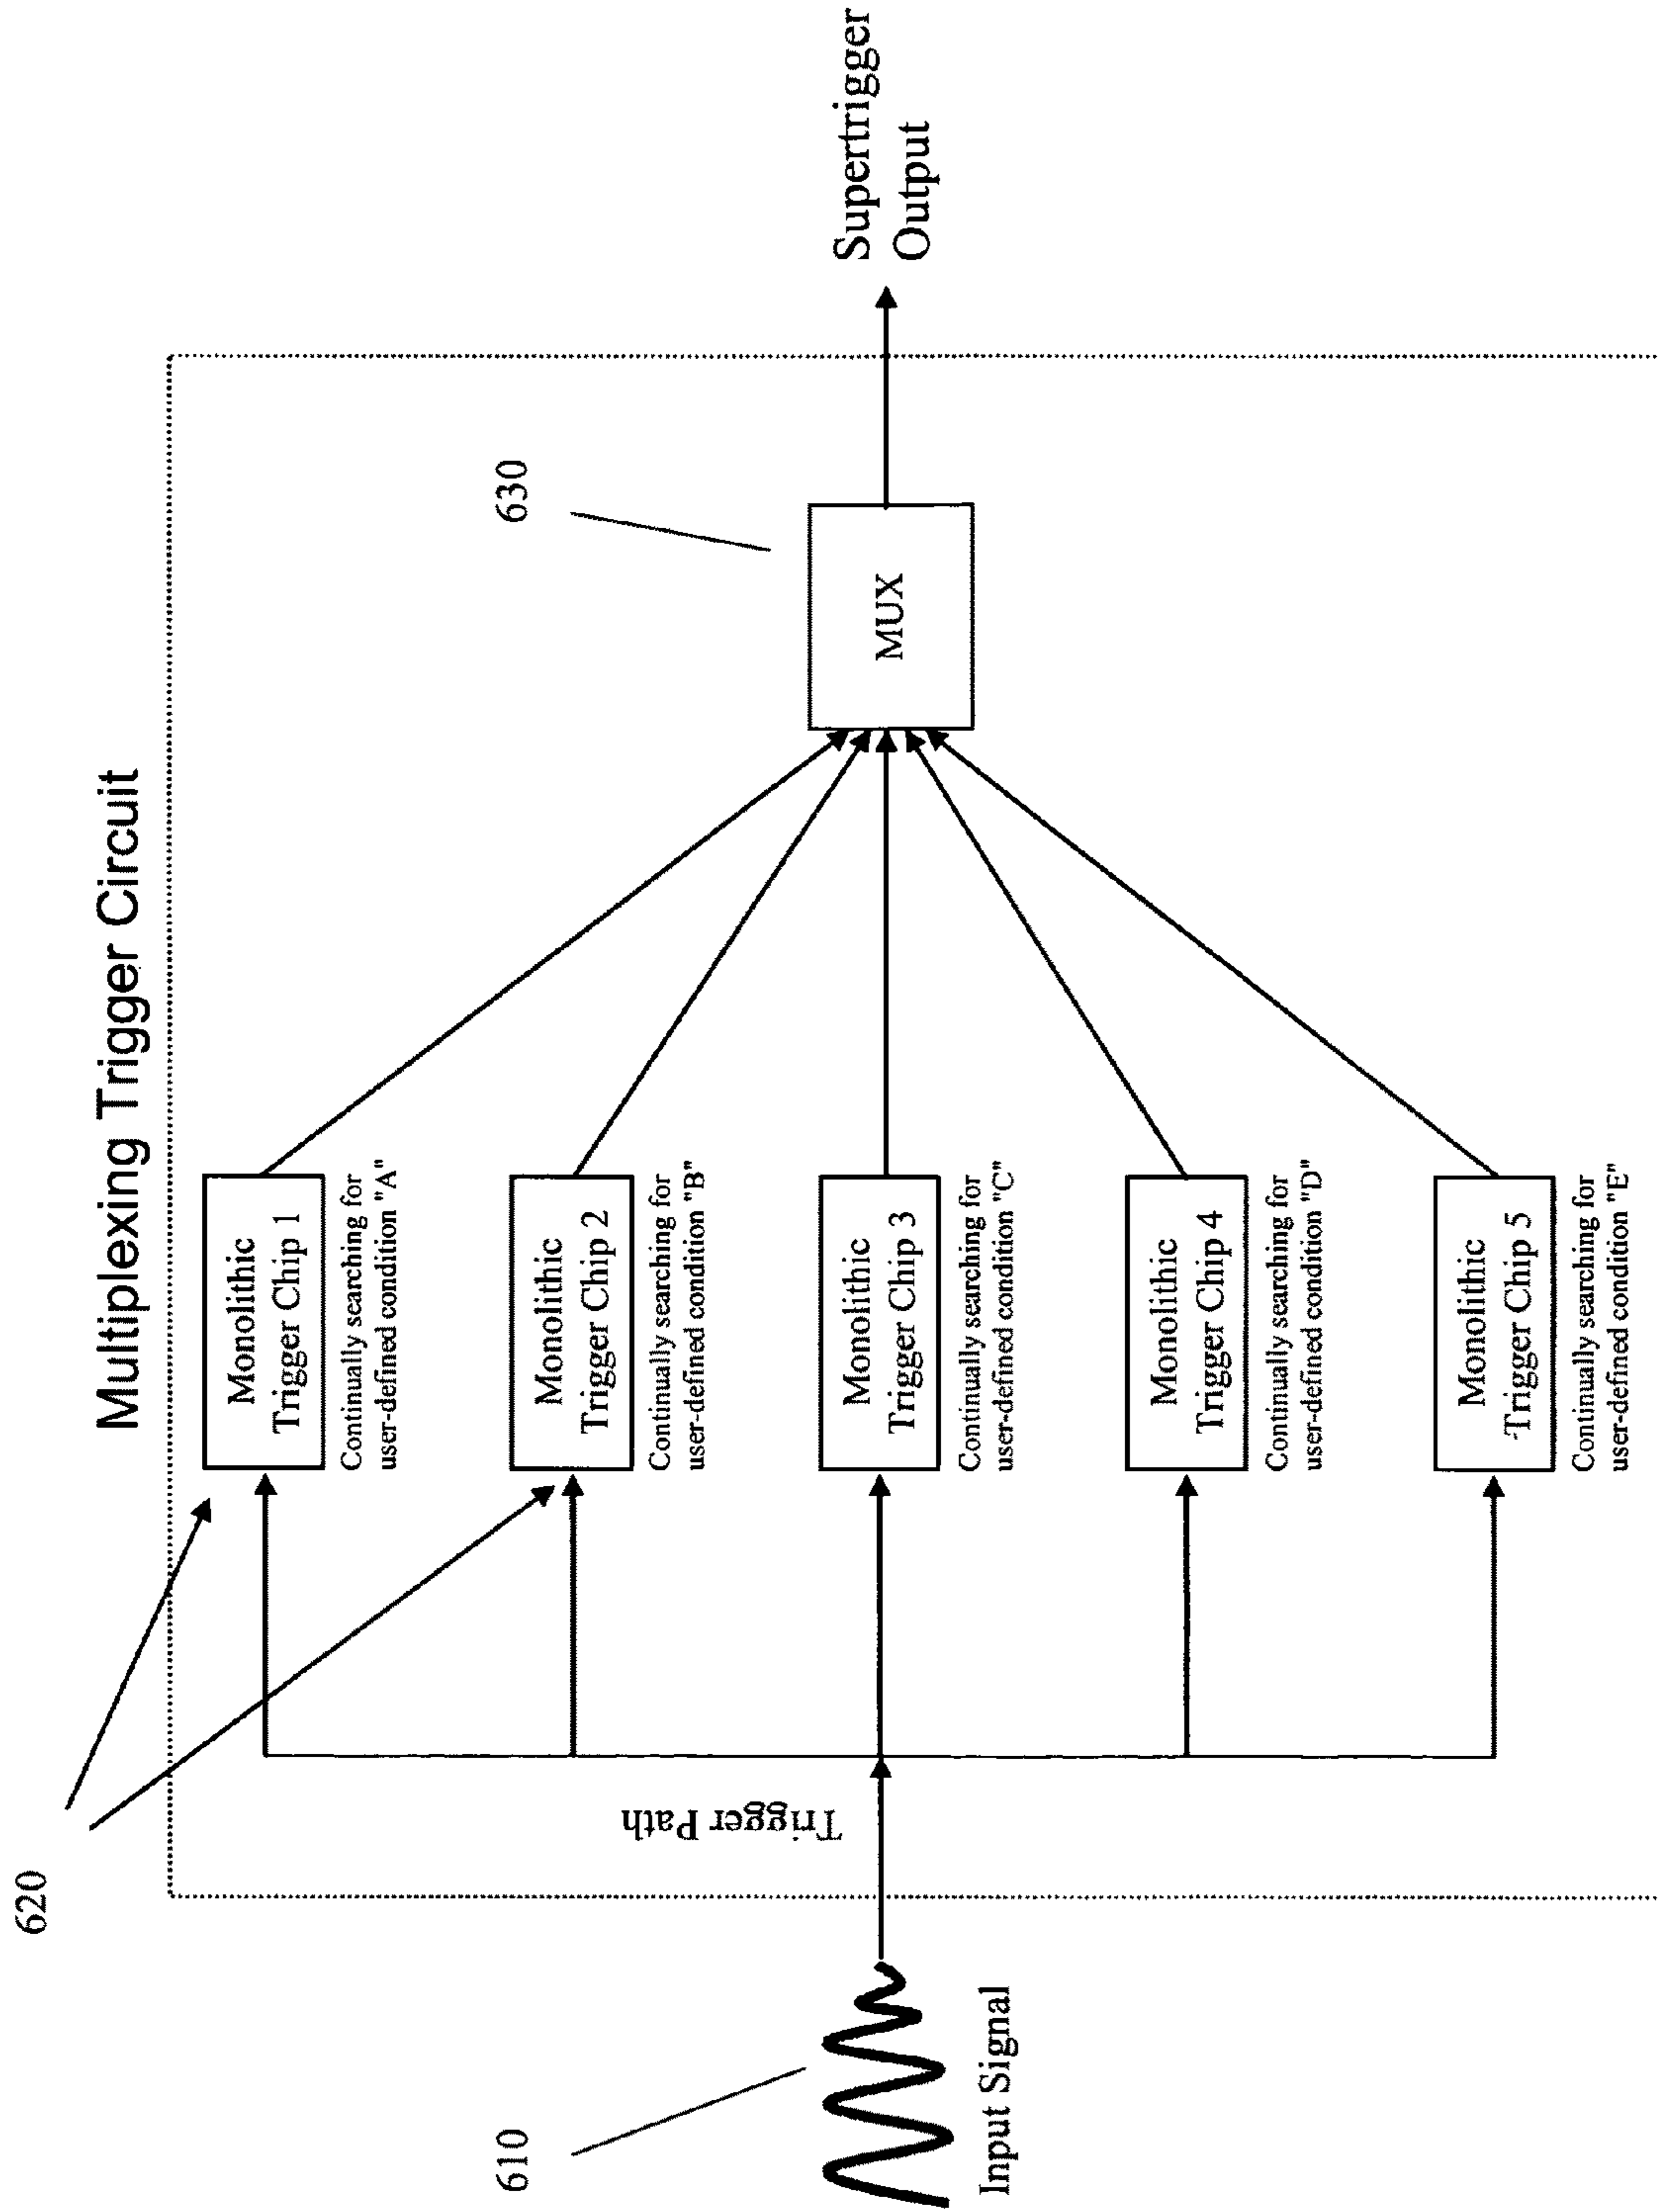 Multiplexing Trigger Circuit
620
610
Input Signal
Trigger Path
Monolithic
Trigger Chip 1
Continually searching for
user-defined condition "A"
Monolithic
Trigger Chip 2
Continually searching for
user-defined condition "B"
Monolithic
Trigger Chip 3
Continually searching for
user-defined condition "C"
Monolithic
Trigger Chip 4
Continually searching for
user-defined condition "D"
Monolithic
Trigger Chip 5
Continually searching for
user-defined condition "E"
630
MUX
Supertrigger
Output